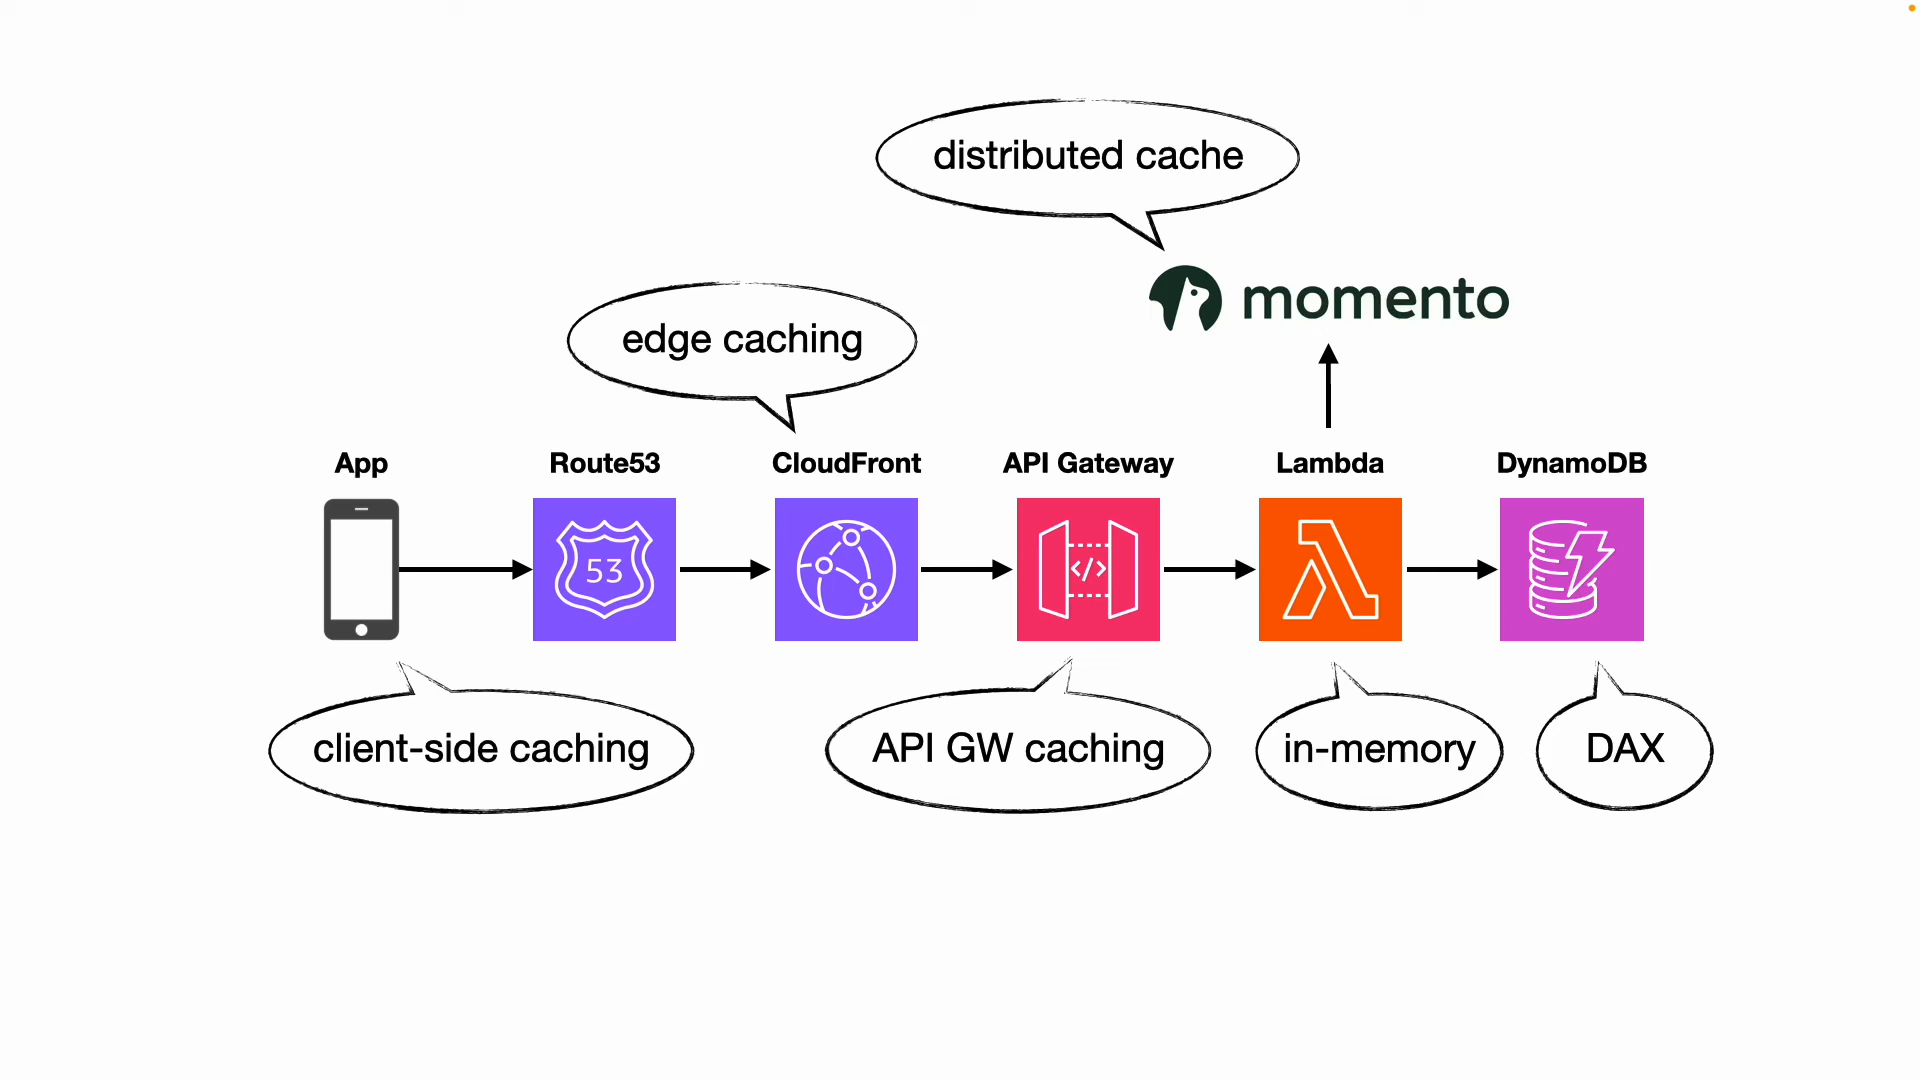 distributed cache
momento
edge caching
App
Route53
CloudFront
API Gateway
Lambda
DynamoDB
53
</>
client-side caching
API GW caching
in-memory
DAX